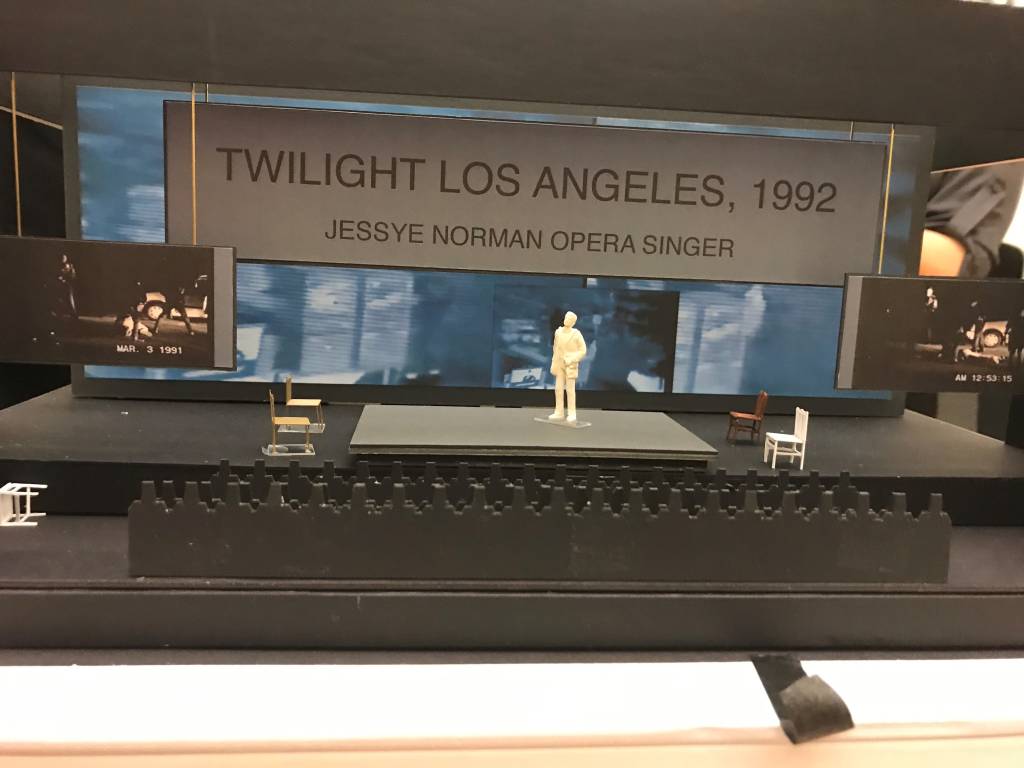 TWILIGHT LOS ANGELES, 1992
JESSYE NORMAN OPERA SINGER
MAR. 3 1991
AM 12:53:15